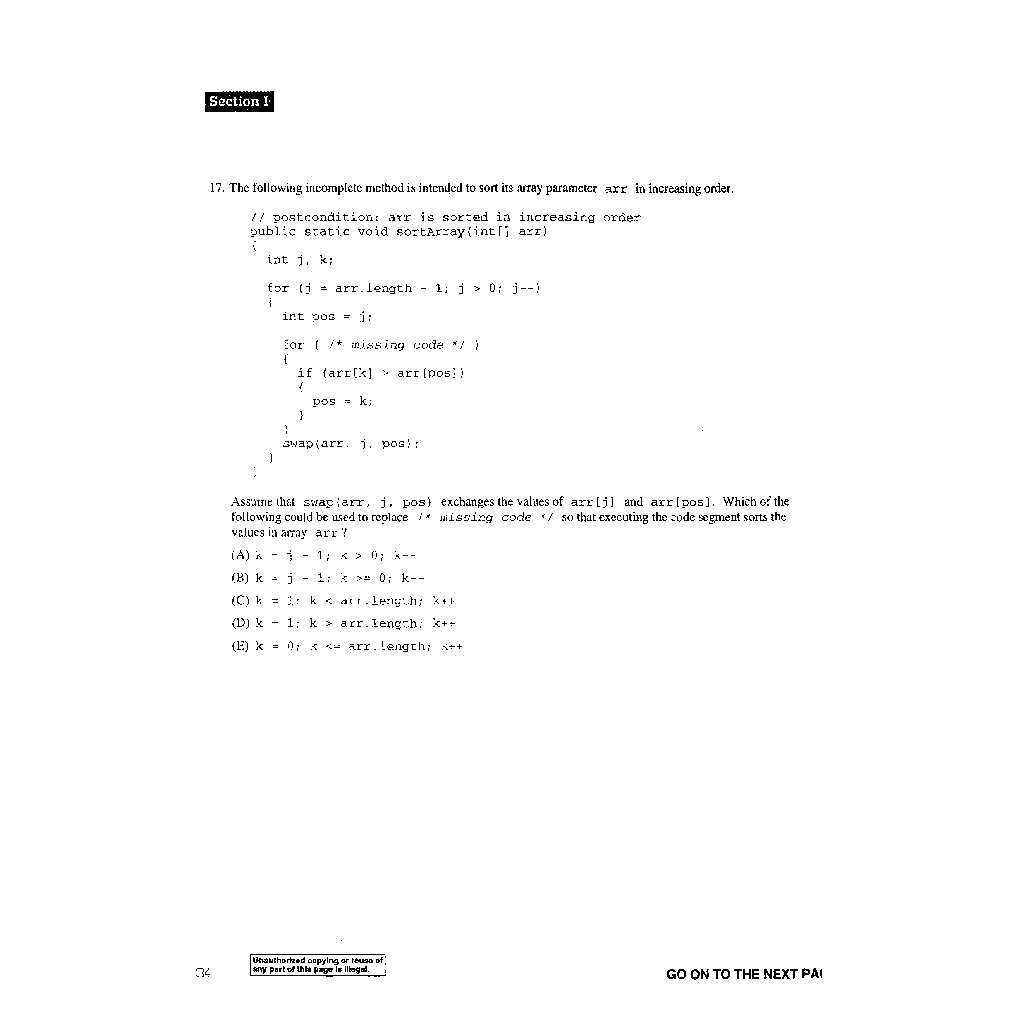 Section I
17. The following incomplete method is intended to sort its array parameter arr in increasing order.
// postcondition: arr is sorted in increasing order
public static void sortArray(int[] arr)
{
int j, k;
for (j = arr.length - 1; j > 0; j--)
{
int pos = j;
for ( /* missing code */ )
{
if (arr[k] > arr[pos])
{
pos = k;
}
}
swap(arr, j, pos);
}
}
Assume that swap(arr, j, pos) exchanges the values of arr[j] and arr[pos]. Which of the
following could be used to replace /* missing code */ so that executing the code segment sorts the
values in array arr ?
(A) k = j - 1; k > 0; k--
(B) k = j - 1; k >= 0; k--
(C) k = 1; k < arr.length; k++
(D) k = 1; k > arr.length; k++
(E) k = 0; k <= arr.length; k++
Unauthorized copying or reuse of
any part of this page is illegal.
34
GO ON TO THE NEXT PA